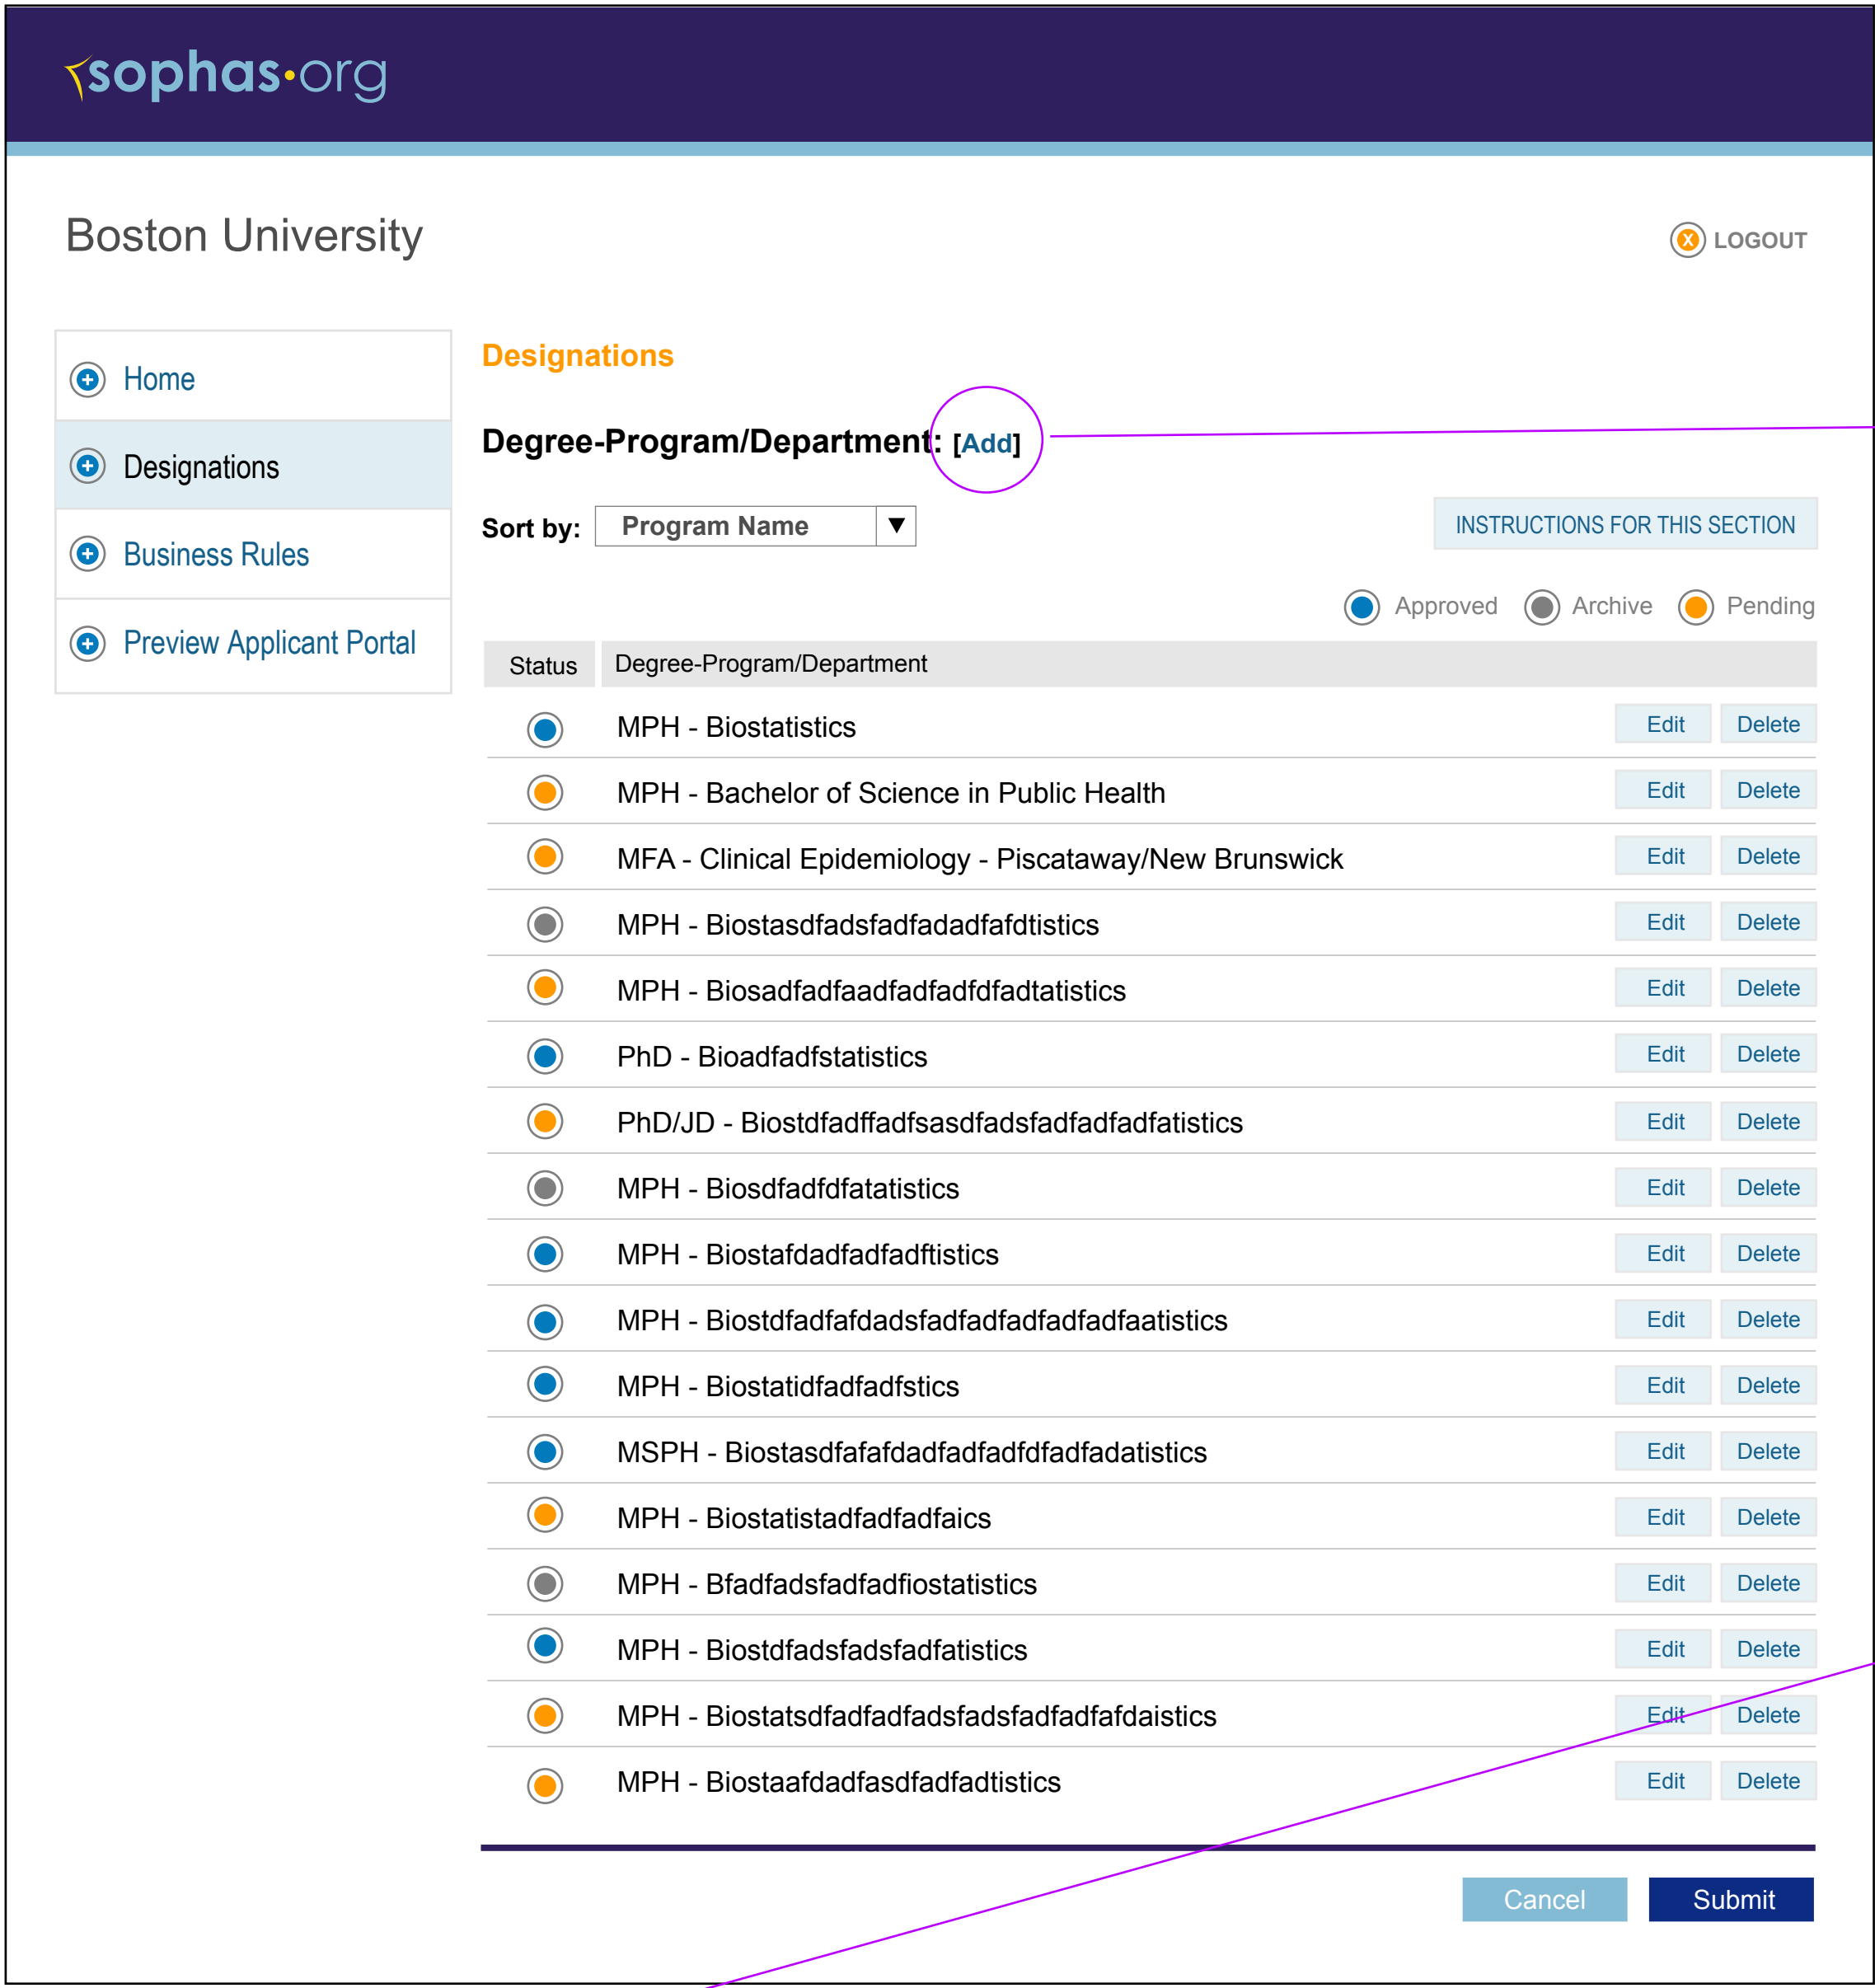 sophas·org
Boston University
X LOGOUT
Home
Designations
Business Rules
Preview Applicant Portal
Designations
Degree-Program/Department: [Add]
Sort by: Program Name
INSTRUCTIONS FOR THIS SECTION
Approved Archive Pending
Status Degree-Program/Department
MPH - Biostatistics Edit Delete
MPH - Bachelor of Science in Public Health Edit Delete
MFA - Clinical Epidemiology - Piscataway/New Brunswick Edit Delete
MPH - Biostasdfadsfadfadadfafdtistics Edit Delete
MPH - Biosadfadfaadfadfadfdfadtatistics Edit Delete
PhD - Bioadfadfstatistics Edit Delete
PhD/JD - Biostdfadffadfsasdfadsfadfadfadfatistics Edit Delete
MPH - Biosdfadfdfatatistics Edit Delete
MPH - Biostafdadfadfadftistics Edit Delete
MPH - Biostdfadfafdadsfadfadfadfadfadfaatistics Edit Delete
MPH - Biostatidfadfadfstics Edit Delete
MSPH - Biostasdfafafdadfadfadfdfadfadatistics Edit Delete
MPH - Biostatistadfadfadfaics Edit Delete
MPH - Bfadfadsfadfadfiostatistics Edit Delete
MPH - Biostdfadsfadsfadfatistics Edit Delete
MPH - Biostatsdfadfadfadsfadsfadfadfafdaistics Edit Delete
MPH - Biostaafdadfasdfadfadtistics Edit Delete
Cancel Submit